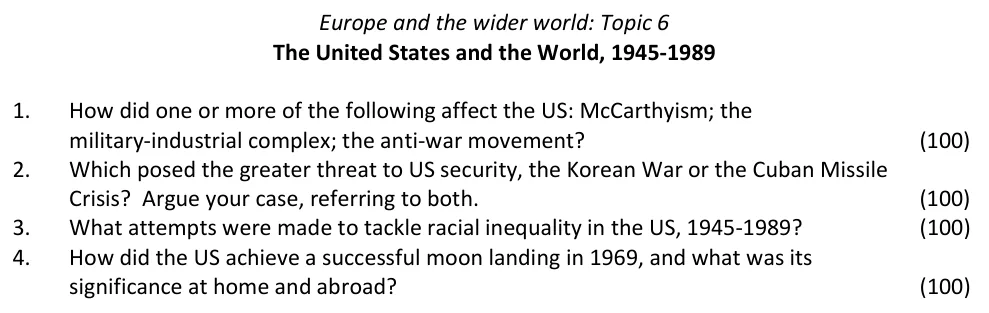 Europe and the wider world: Topic 6
The United States and the World, 1945-1989
1. How did one or more of the following affect the US: McCarthyism; the
military-industrial complex; the anti-war movement? (100)
2. Which posed the greater threat to US security, the Korean War or the Cuban Missile
Crisis? Argue your case, referring to both. (100)
3. What attempts were made to tackle racial inequality in the US, 1945-1989? (100)
4. How did the US achieve a successful moon landing in 1969, and what was its
significance at home and abroad? (100)